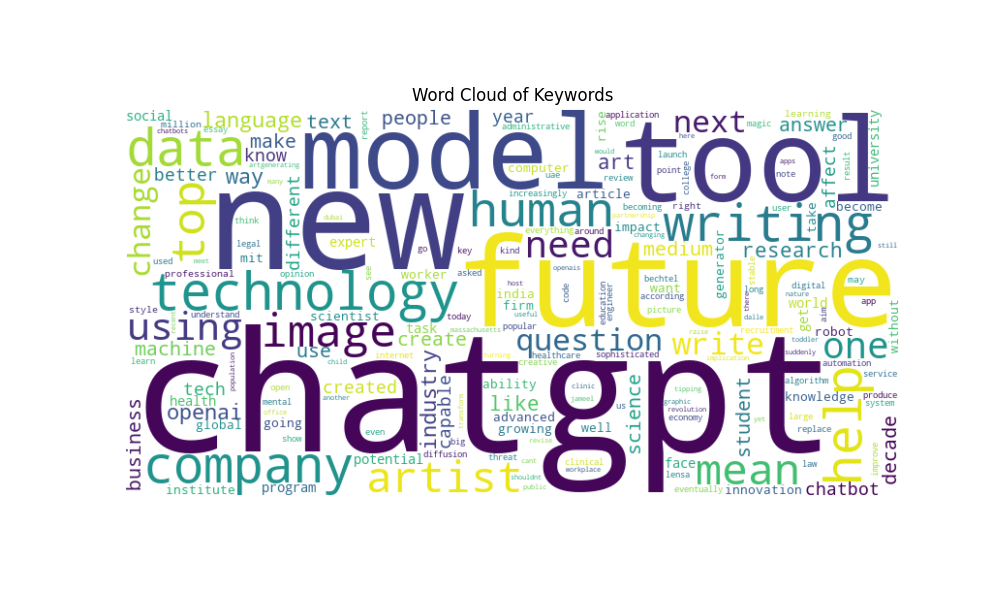 Word Cloud of Keywords
social
million
chatbots
used
language
essay
text
report
people
year
administrative
rise
application
word
magic
learning
answer
good
university
data
make
know
artgenerating
better
way
many
model
computer
uae
increasingly
art
review
article
tool
next
here
launch
point
college
apps
note
form
result
affect
change
top
think
legal
mit
new
dubai
different
expert
opinion
human
becoming
partnership
everything
around
impact
right
writing
user
take
become
still
meet
go
key
kind
need
medium
changing
research
professional
technology
see
worker
asked
future
openais
code
education
engineer
bechtel
want
according
picture
generator
stable
there
long
dalle
digital
nature
world
get
may
app
aim
without
style
understand
using
scientist
today
india
firm
host
useful
popular
massachusetts
raise
recruitment
robot
toddler
one
machine
learn
image
task
create
question
write
implication
suddenly
automation
tech
health
global
population
use
child
internet
turning
creative
healthcare
sophisticated
service
openai
open
mental
office
going
show
another
created
even
chatgpt
industry
capable
transform
ability
like
advanced
growing
big
clinic
jameel
well
us
science
graphic
revolution
economy
tipping
student
yet
algorithm
knowledge
large
replace
produce
system
help
improve
decade
business
company
institute
program
potential
artist
diffusion
threat
revise
cant
shouldnt
public
clinical
workplace
face
lensa
mean
eventually
innovation
law
chatbot